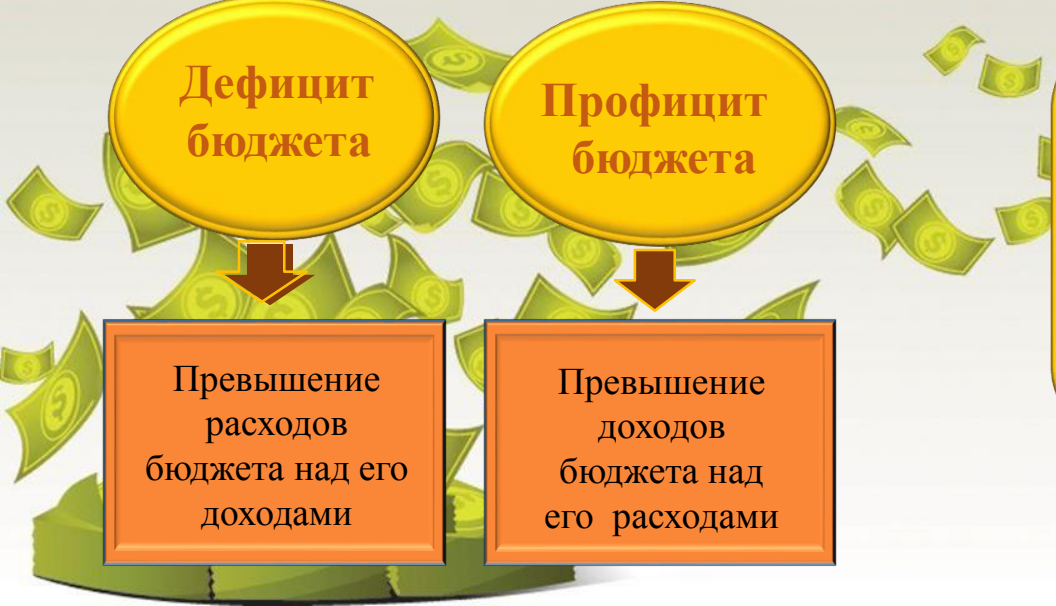 Дефицит
бюджета
Профицит
бюджета
Превышение
расходов
бюджета над его
доходами
Превышение
доходов
бюджета над
его расходами